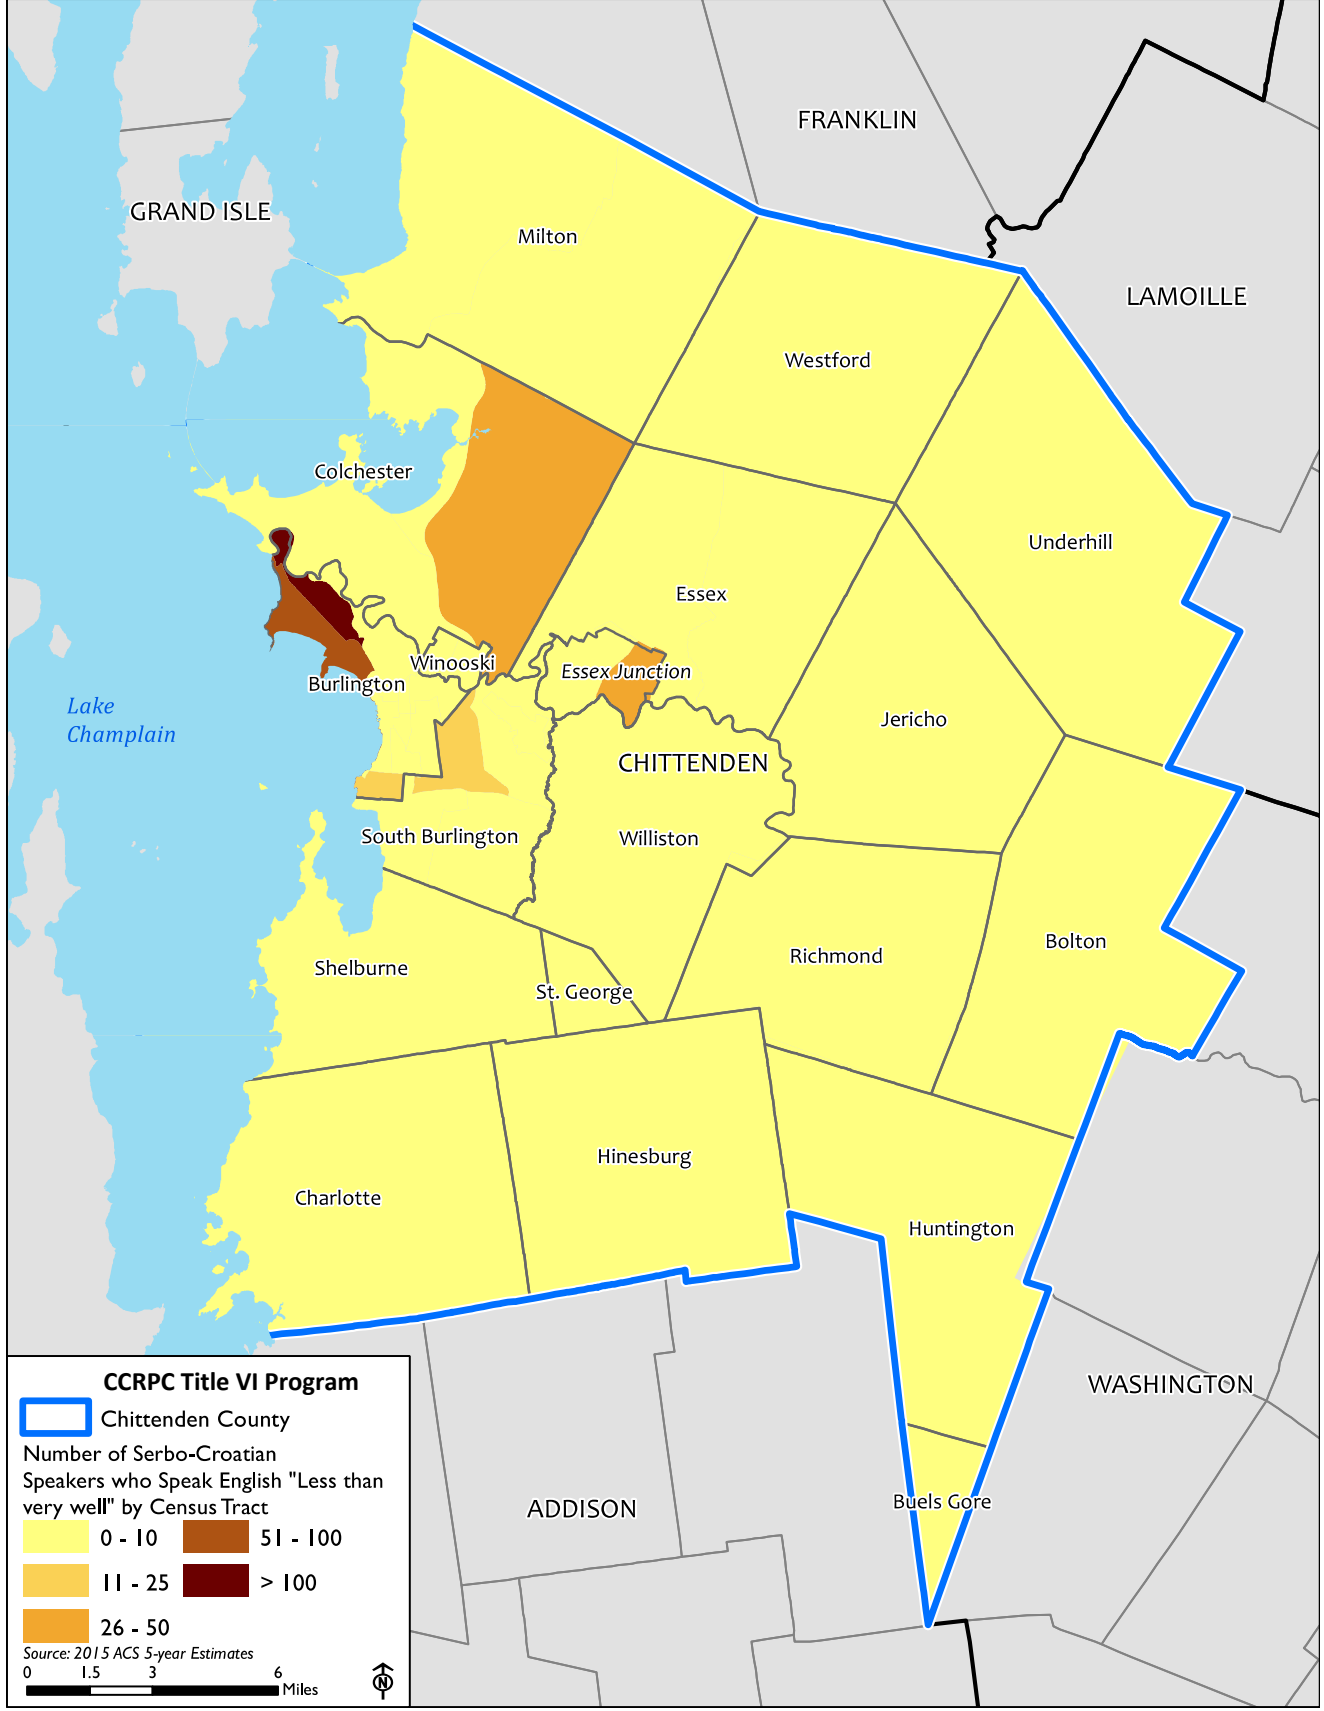 FRANKLIN
GRAND ISLE
Milton
LAMOILLE
Westford
Colchester
Underhill
Essex
Winooski
Essex Junction
Burlington
Lake
Champlain
Jericho
CHITTENDEN
South Burlington
Williston
Bolton
Richmond
Shelburne
St. George
Hinesburg
Charlotte
Huntington
WASHINGTON
Buels Gore
ADDISON
CCRPC Title VI Program
Chittenden County
Number of Serbo-Croatian
Speakers who Speak English "Less than
very well" by Census Tract
0 - 10
51 - 100
11 - 25
> 100
26 - 50
Source: 2015 ACS 5-year Estimates
0 1.5 3 6
Miles
N